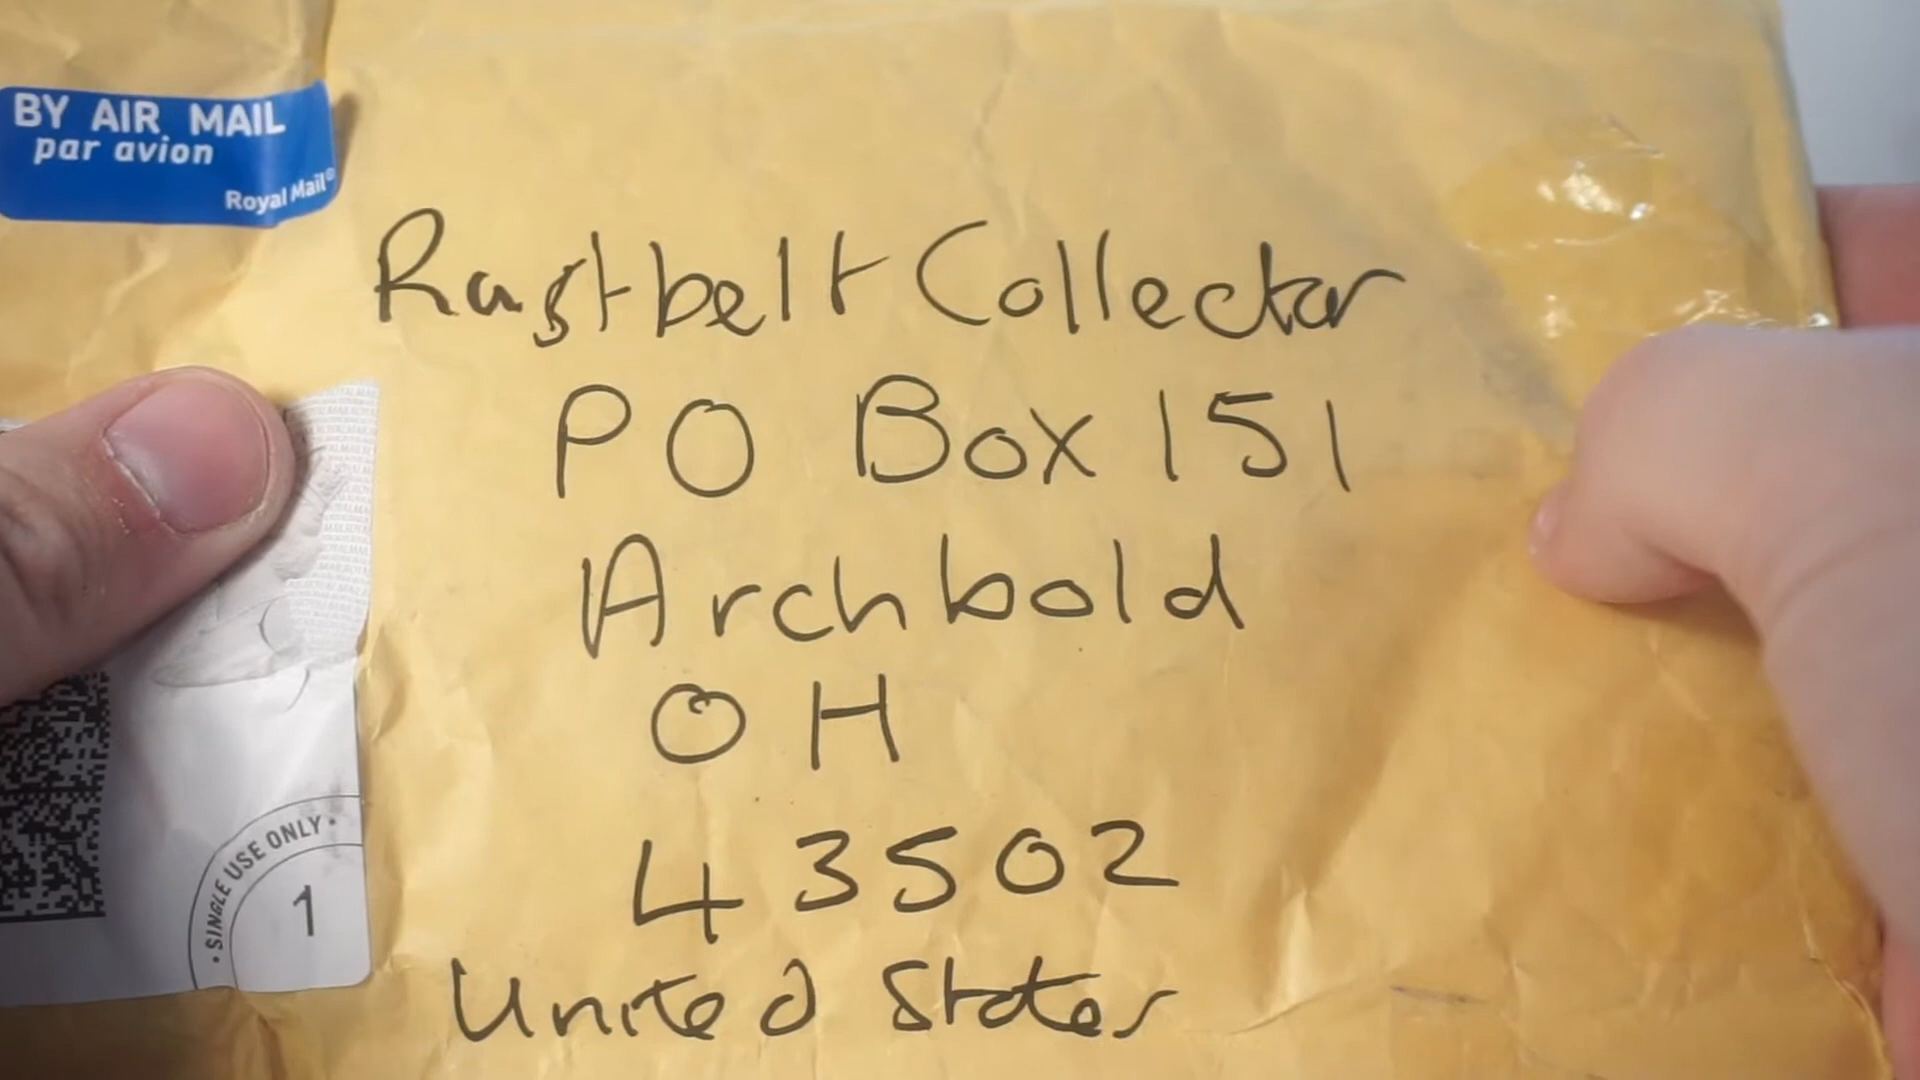 BY AIR MAIL
par avion
Royal Mail®
Rustbelt Collector
PO Box 151
Archbold
OH
43502
United States
• SINGLE USE ONLY •
1